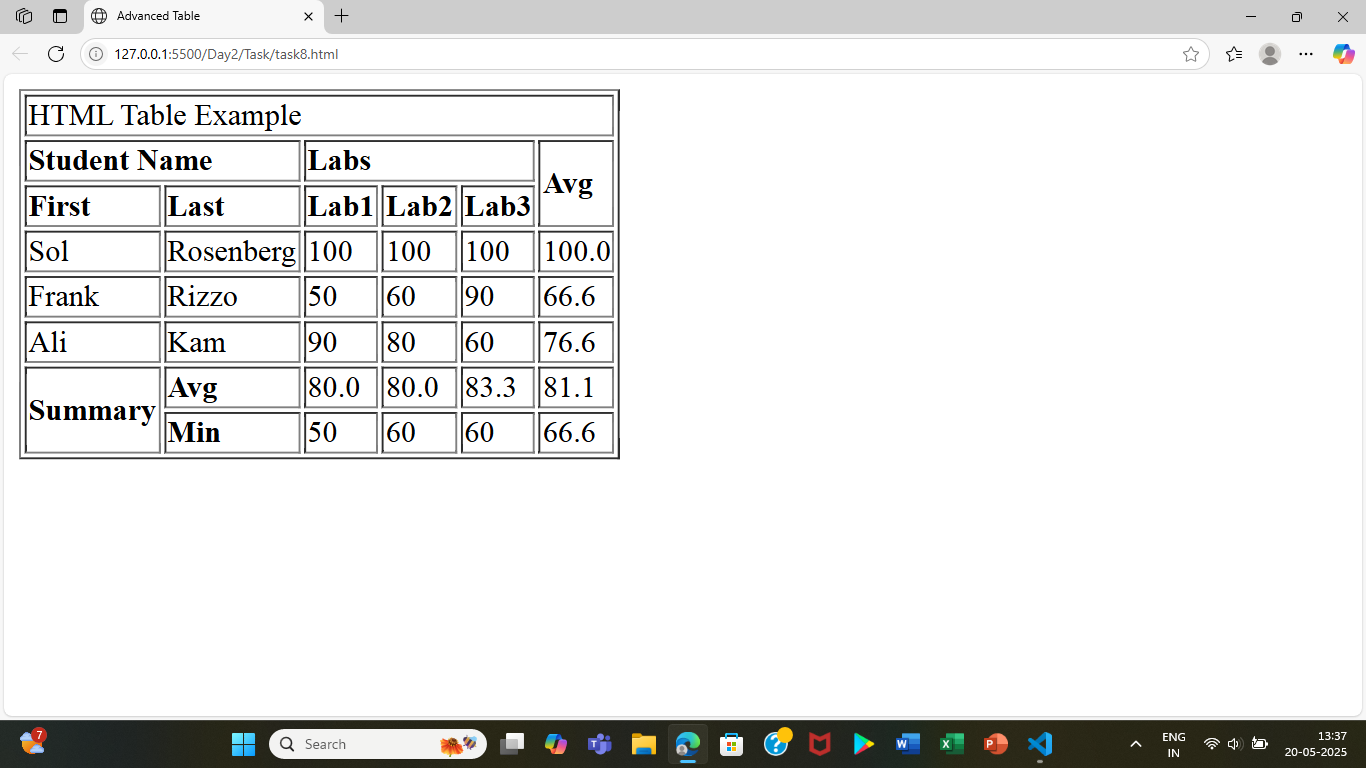 Advanced Table
127.0.0.1:5500/Day2/Task/task8.html
HTML Table Example
Student Name Labs Avg
First Last Lab1 Lab2 Lab3
Sol Rosenberg 100 100 100 100.0
Frank Rizzo 50 60 90 66.6
Ali Kam 90 80 60 76.6
Summary Avg 80.0 80.0 83.3 81.1
Min 50 60 60 66.6
7
Search
ENG
IN
13:37
20-05-2025